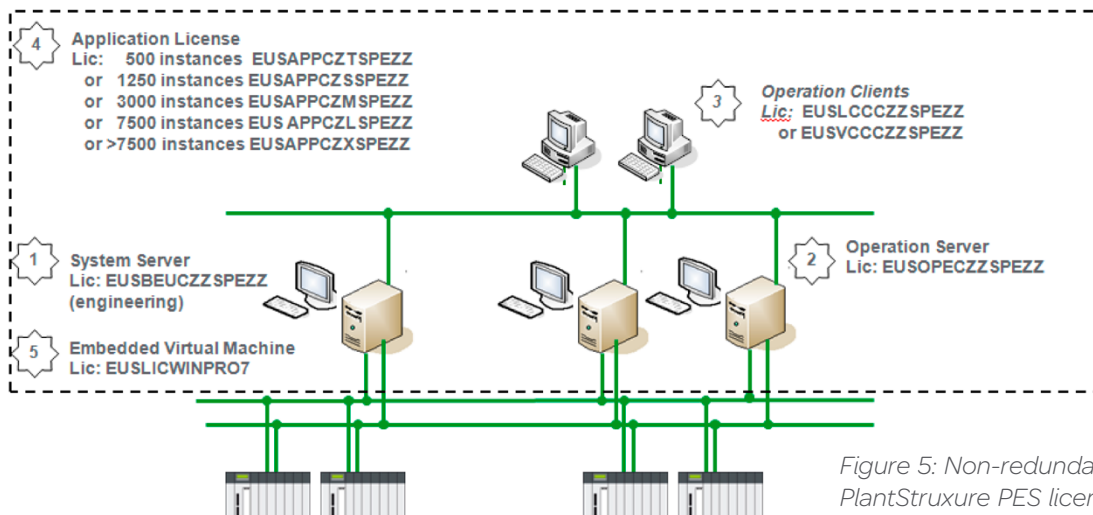 4
Application License
Lic: 500 instances EUSAPPCZTSPEZZ
or 1250 instances EUSAPPCZSSPEZZ
or 3000 instances EUSAPPCZMSPEZZ
or 7500 instances EUS APPCZLSPEZZ
or >7500 instances EUSAPPCZXSPEZZ
3
Operation Clients
Lic: EUSLCCCZZSPEZZ
or EUSVCCCZZSPEZZ
1
System Server
Lic: EUSBEUCZZSPEZZ
(engineering)
2
Operation Server
Lic: EUSOPECZZSPEZZ
5
Embedded Virtual Machine
Lic: EUSLICWINPRO7
Figure 5: Non-redunda
PlantStruxure PES licer